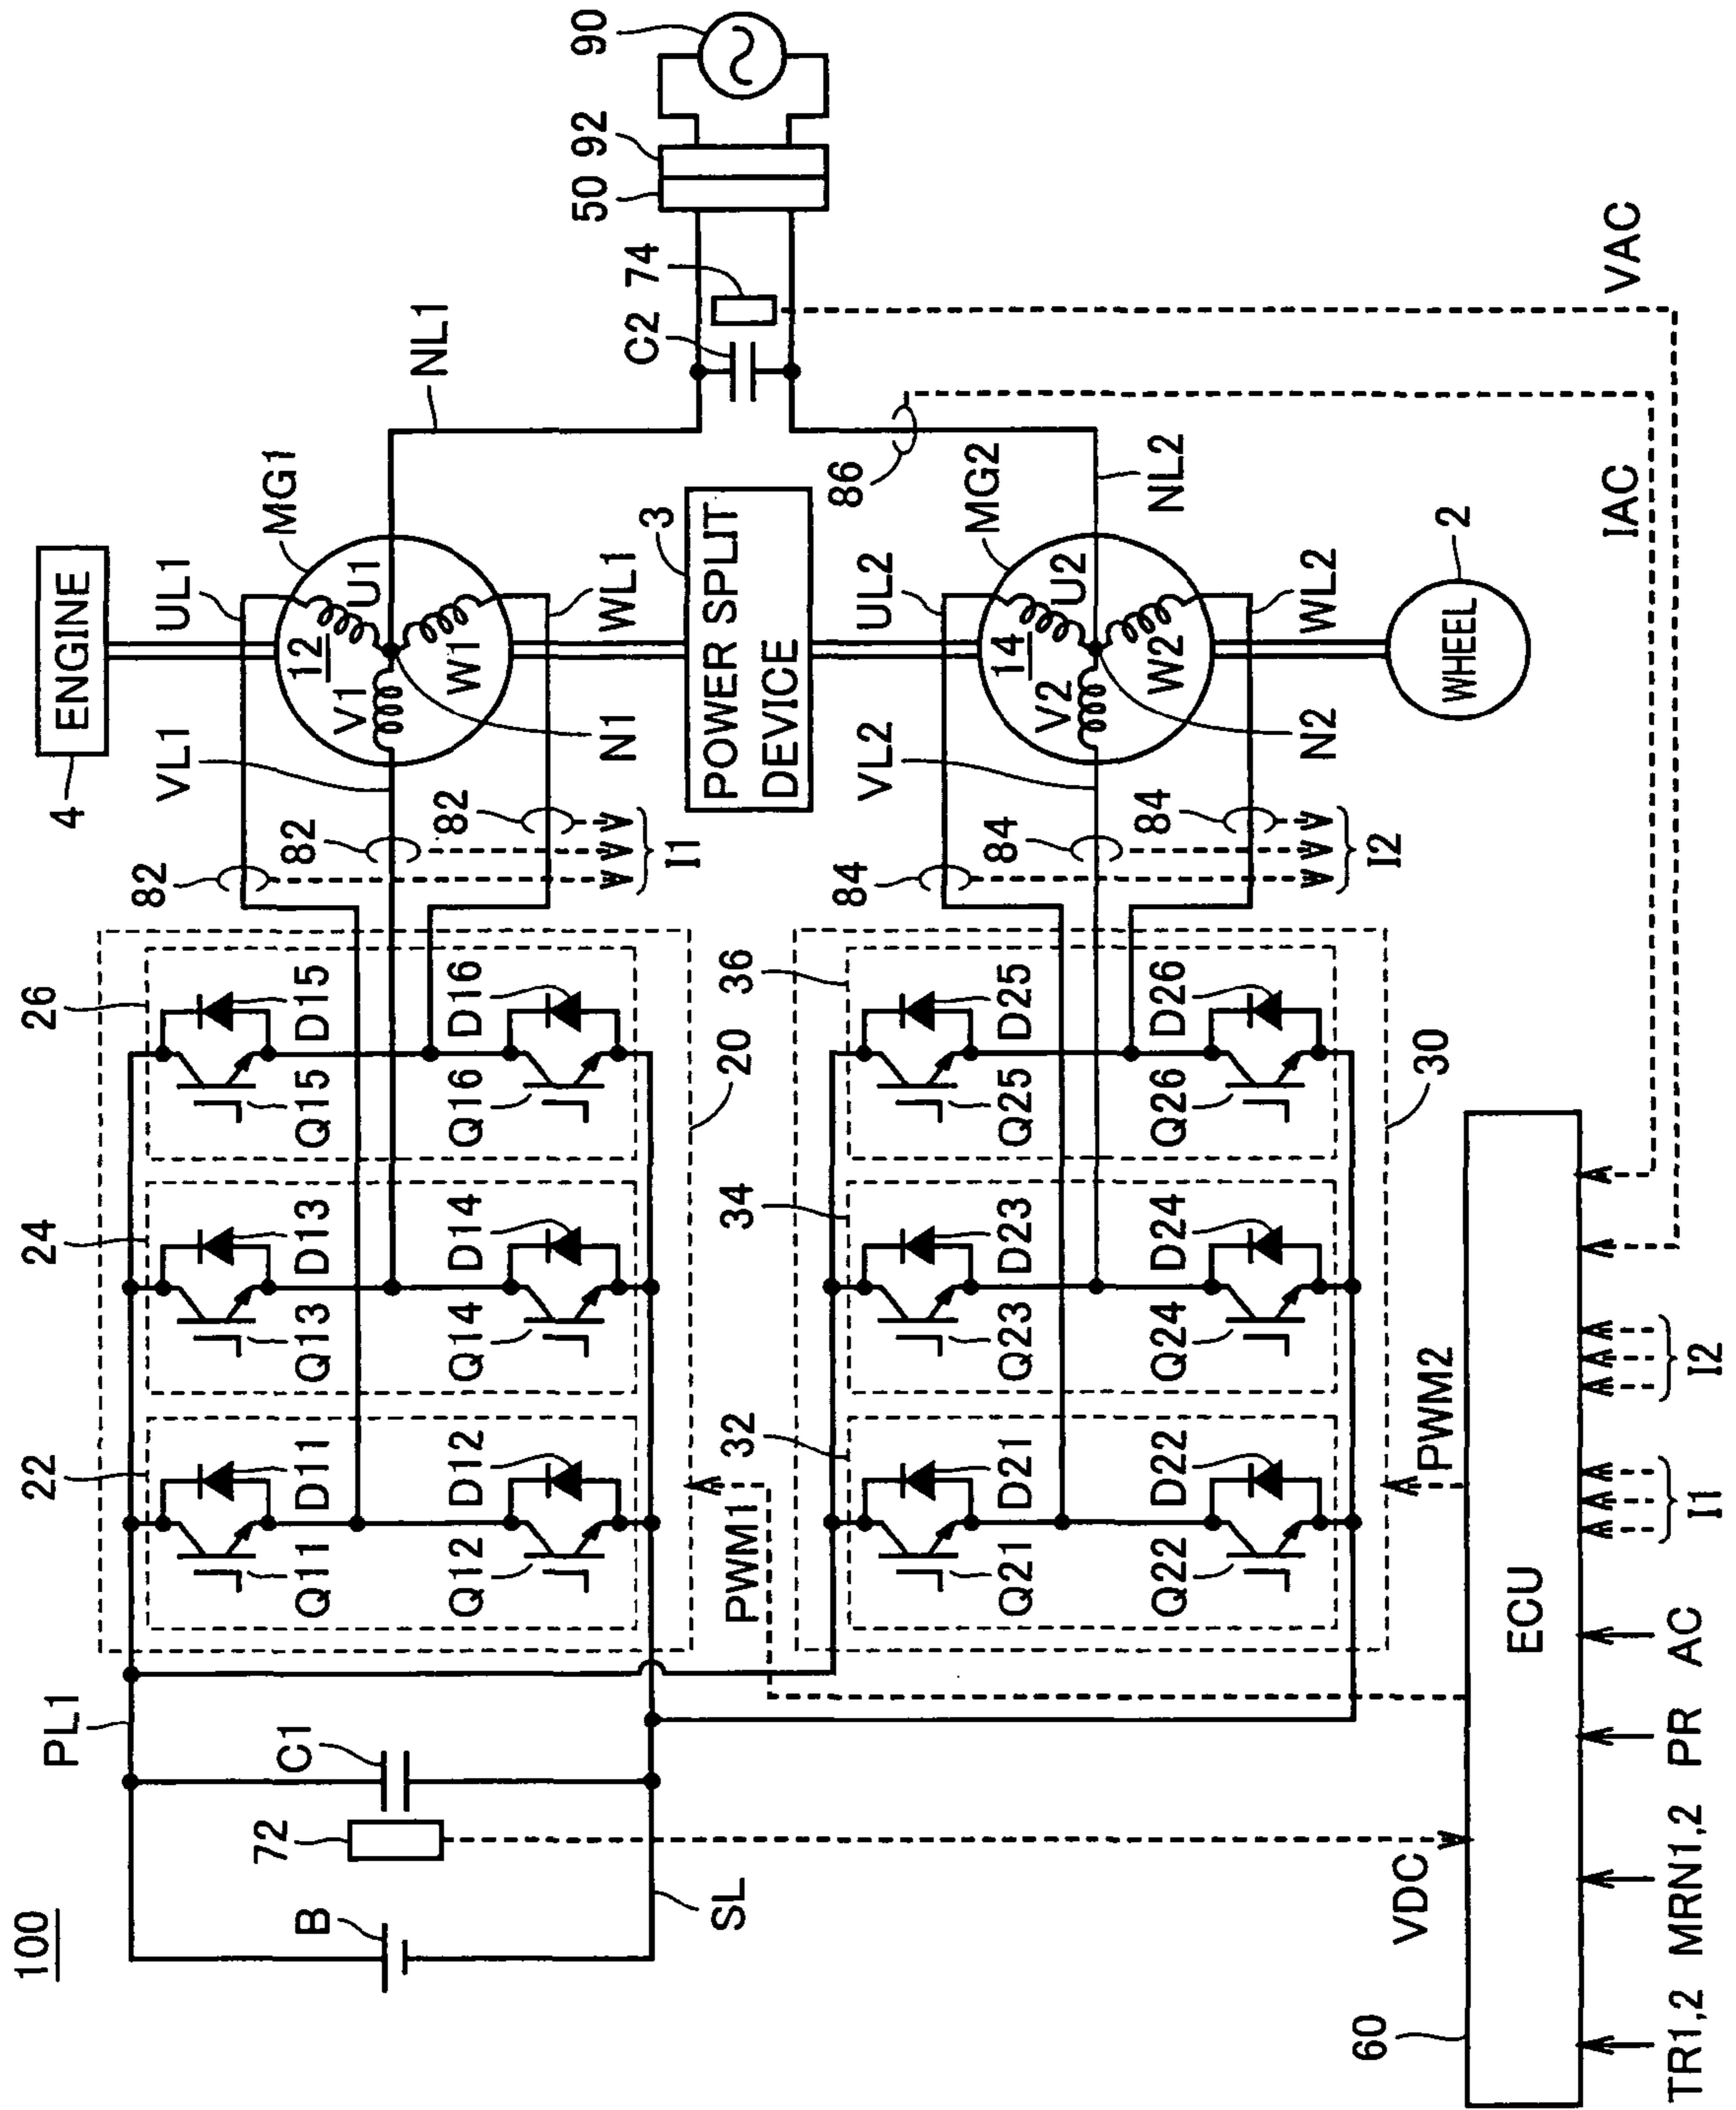 100
PL1
B
72
C1
SL
22
24
26
Q11
D11
Q13
D13
Q15
D15
Q12
D12
Q14
D14
Q16
D16
20
82
82
82
I1
VL1
UL1
4
ENGINE
MG1
12
U1
V1
W1
N1
WL1
NL1
3
POWER SPLIT
DEVICE
C2
74
50
92
90
PWM1
32
34
36
Q21
D21
Q23
D23
Q25
D25
Q22
D22
Q24
D24
Q26
D26
30
84
84
84
I2
VL2
UL2
MG2
14
U2
V2
W2
N2
WL2
NL2
86
WHEEL
2
VDC
PWM2
60
ECU
TR1,2
MRN1,2
PR
AC
I1
I2
IAC
VAC